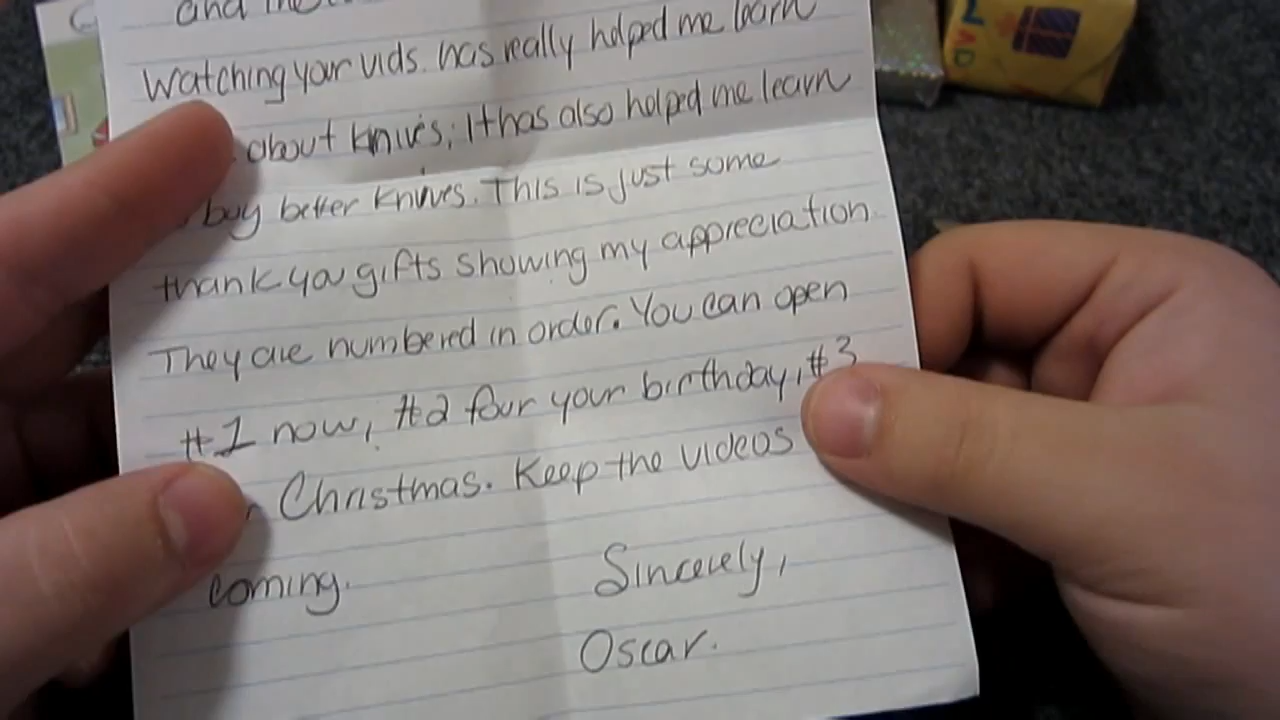 and
Watching your vids. has really helped me learn
about knives, It has also helped me learn
buy better knives. This is just some
thank you gifts showing my appreciation.
They are numbered in order. You can open
#1 now, #2 four your birthday, #3
Christmas. Keep the videos
coming.
Sincerely,
Oscar.